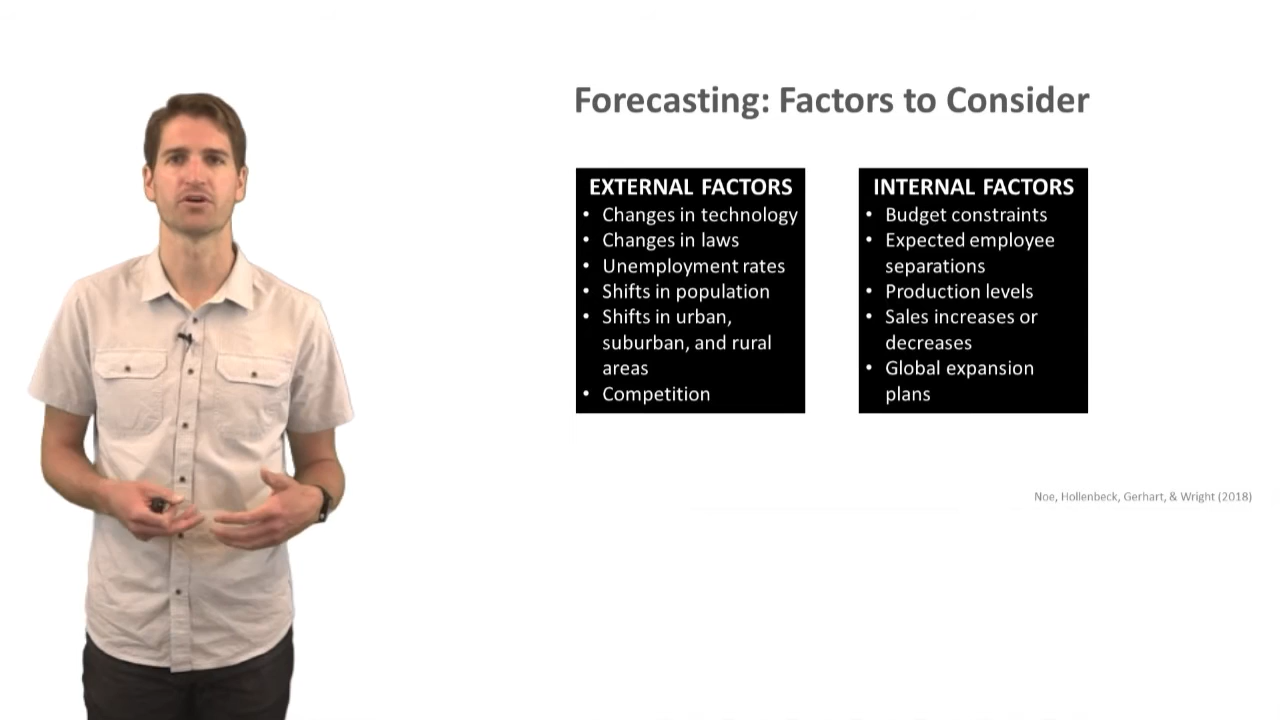 Forecasting: Factors to Consider
EXTERNAL FACTORS
• Changes in technology
• Changes in laws
• Unemployment rates
• Shifts in population
• Shifts in urban,
suburban, and rural
areas
• Competition
INTERNAL FACTORS
• Budget constraints
• Expected employee
separations
• Production levels
• Sales increases or
decreases
• Global expansion
plans
Noe, Hollenbeck, Gerhart, & Wright (2018)